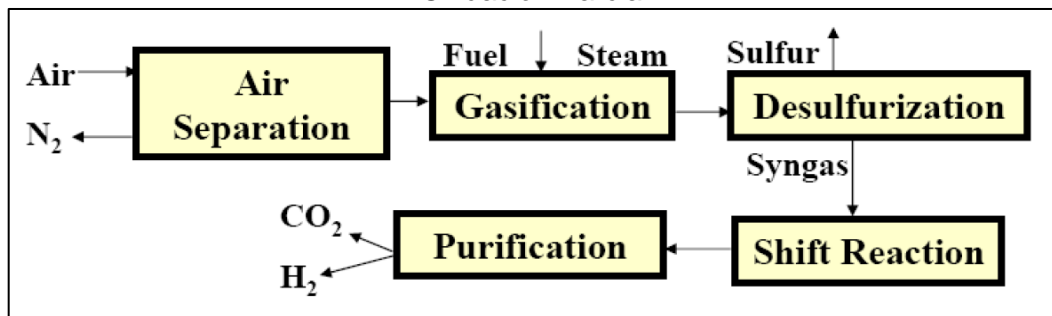 Air
N₂
Air
Separation
Fuel
Steam
Gasification
Sulfur
Desulfurization
Syngas
Shift Reaction
Purification
CO₂
H₂